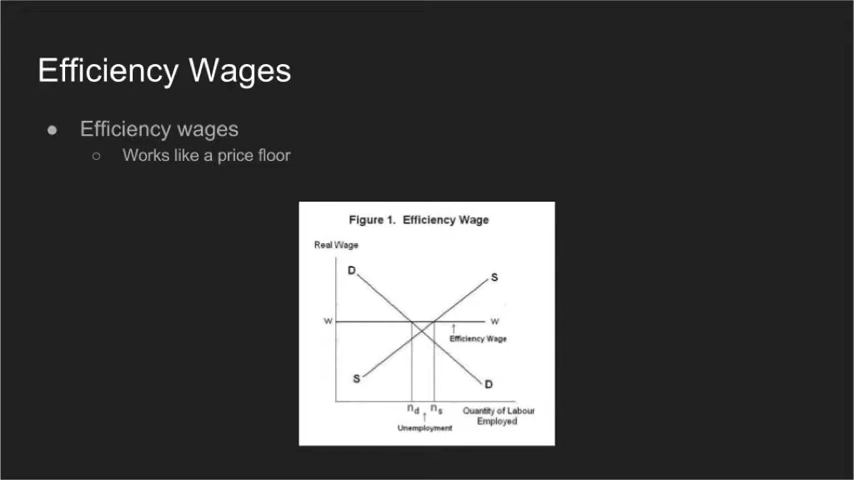 Efficiency Wages
● Efficiency wages
○ Works like a price floor
Figure 1. Efficiency Wage
Real Wage
D
S
W
W
Efficiency Wage
S
D
nd
ns
Quantity of Labour
Employed
Unemployment